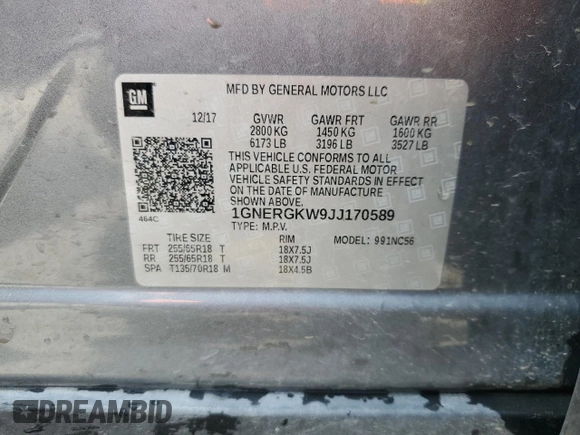 GM
MFD BY GENERAL MOTORS LLC
12/17 GVWR GAWR FRT GAWR RR
2800 KG 1450 KG 1600 KG
6173 LB 3196 LB 3527 LB
THIS VEHICLE CONFORMS TO ALL
APPLICABLE U.S. FEDERAL MOTOR
VEHICLE SAFETY STANDARDS IN EFFECT
ON THE DATE OF MANUFACTURE
SHOWN ABOVE.
464C
1GNERGKW9JJ170589
TYPE: M.P.V.
TIRE SIZE RIM MODEL: 991NC56
FRT 255/65R18 T 18X7.5J
RR 255/65R18 T 18X7.5J
SPA T135/70R18 M 18X4.5B
DREAMBID